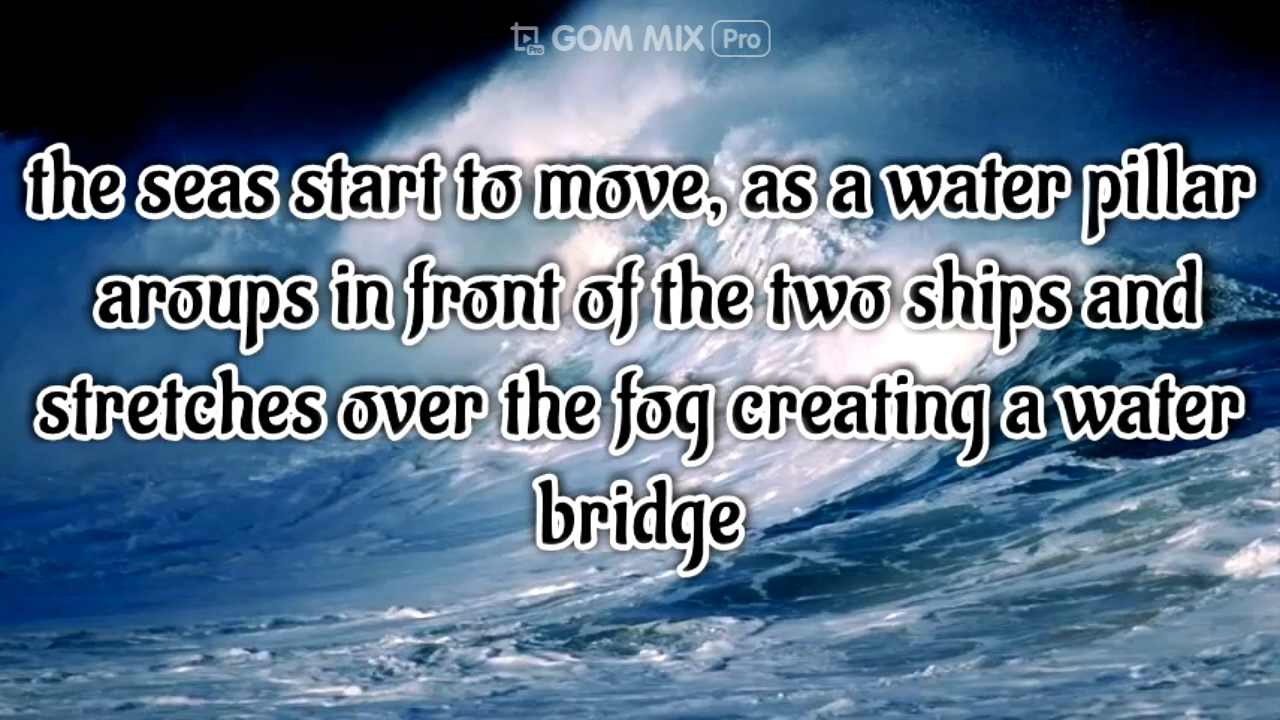 GOM MIX Pro
the seas start to move, as a water pillar
aroups in front of the two ships and
stretches over the fog creating a water
bridge